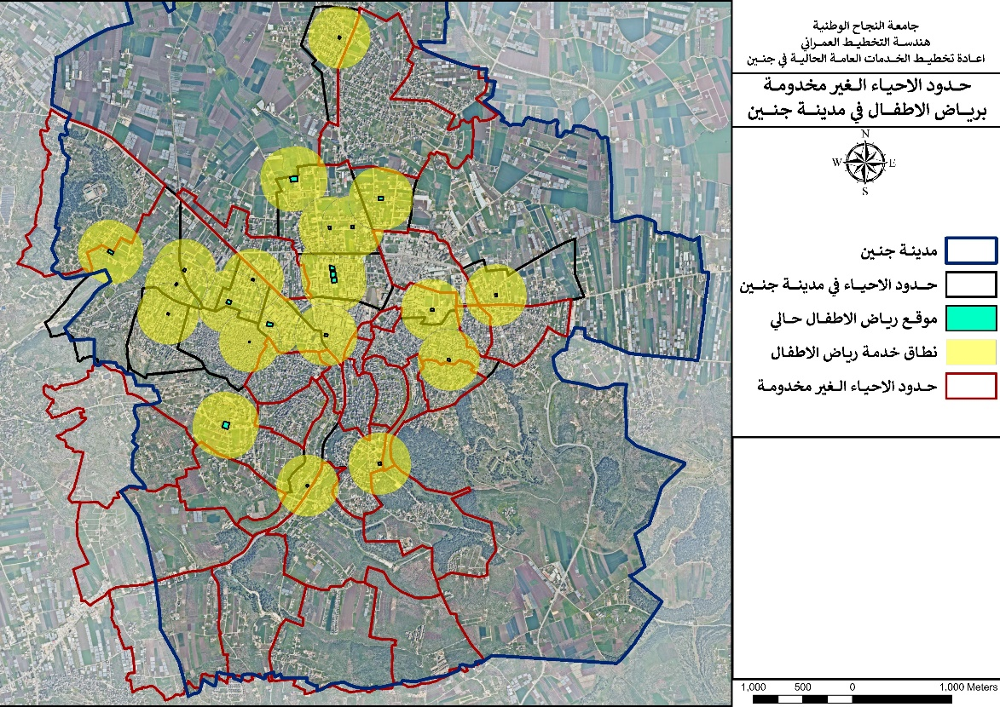 جامعة النجاح الوطنية
هندسة التخطيط العمراني
اعادة تخطيط الخدمات العامة الحالية في جنين
حدود الاحياء الغير مخدومة
برياض الاطفال في مدينة جنين
N
W E
S
مدينة جنين
حدود الاحياء في مدينة جنين
موقع رياض الاطفال حالي
نطاق خدمة رياض الاطفال
حدود الاحياء الغير مخدومة
1,000 500 0 1,000 Meters